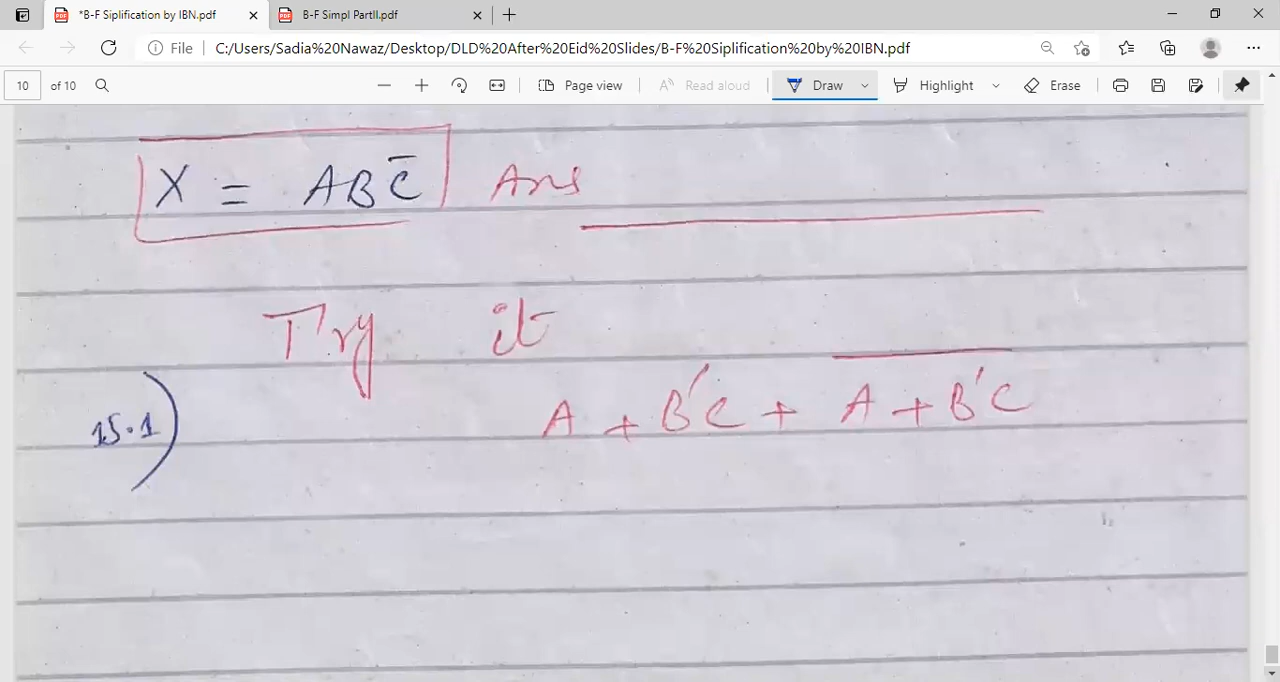 *B-F Siplification by IBN.pdf
B-F Simpl PartII.pdf
File | C:/Users/Sadia%20Nawaz/Desktop/DLD%20After%20Eid%20Slides/B-F%20Siplification%20by%20IBN.pdf
10 of 10 Page view Read aloud Draw Highlight Erase
X = ABC̅ Ans
Try it
15.1) A + B'C + \overline{A + B'C}